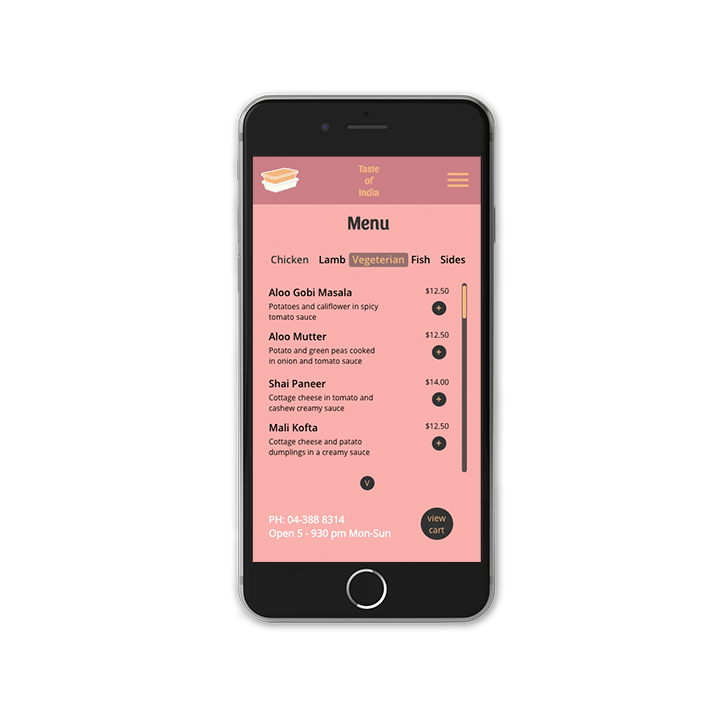 Taste
of
India
Menu
Chicken Lamb Vegeterian Fish Sides
Aloo Gobi Masala $12.50
Potatoes and califlower in spicy
tomato sauce
+
Aloo Mutter $12.50
Potato and green peas cooked
in onion and tomato sauce
+
Shai Paneer $14.00
Cottage cheese in tomato and
cashew creamy sauce
+
Mali Kofta $12.50
Cottage cheese and patato
dumplings in a creamy sauce
+
V
PH: 04-388 8314
Open 5 - 930 pm Mon-Sun
view
cart